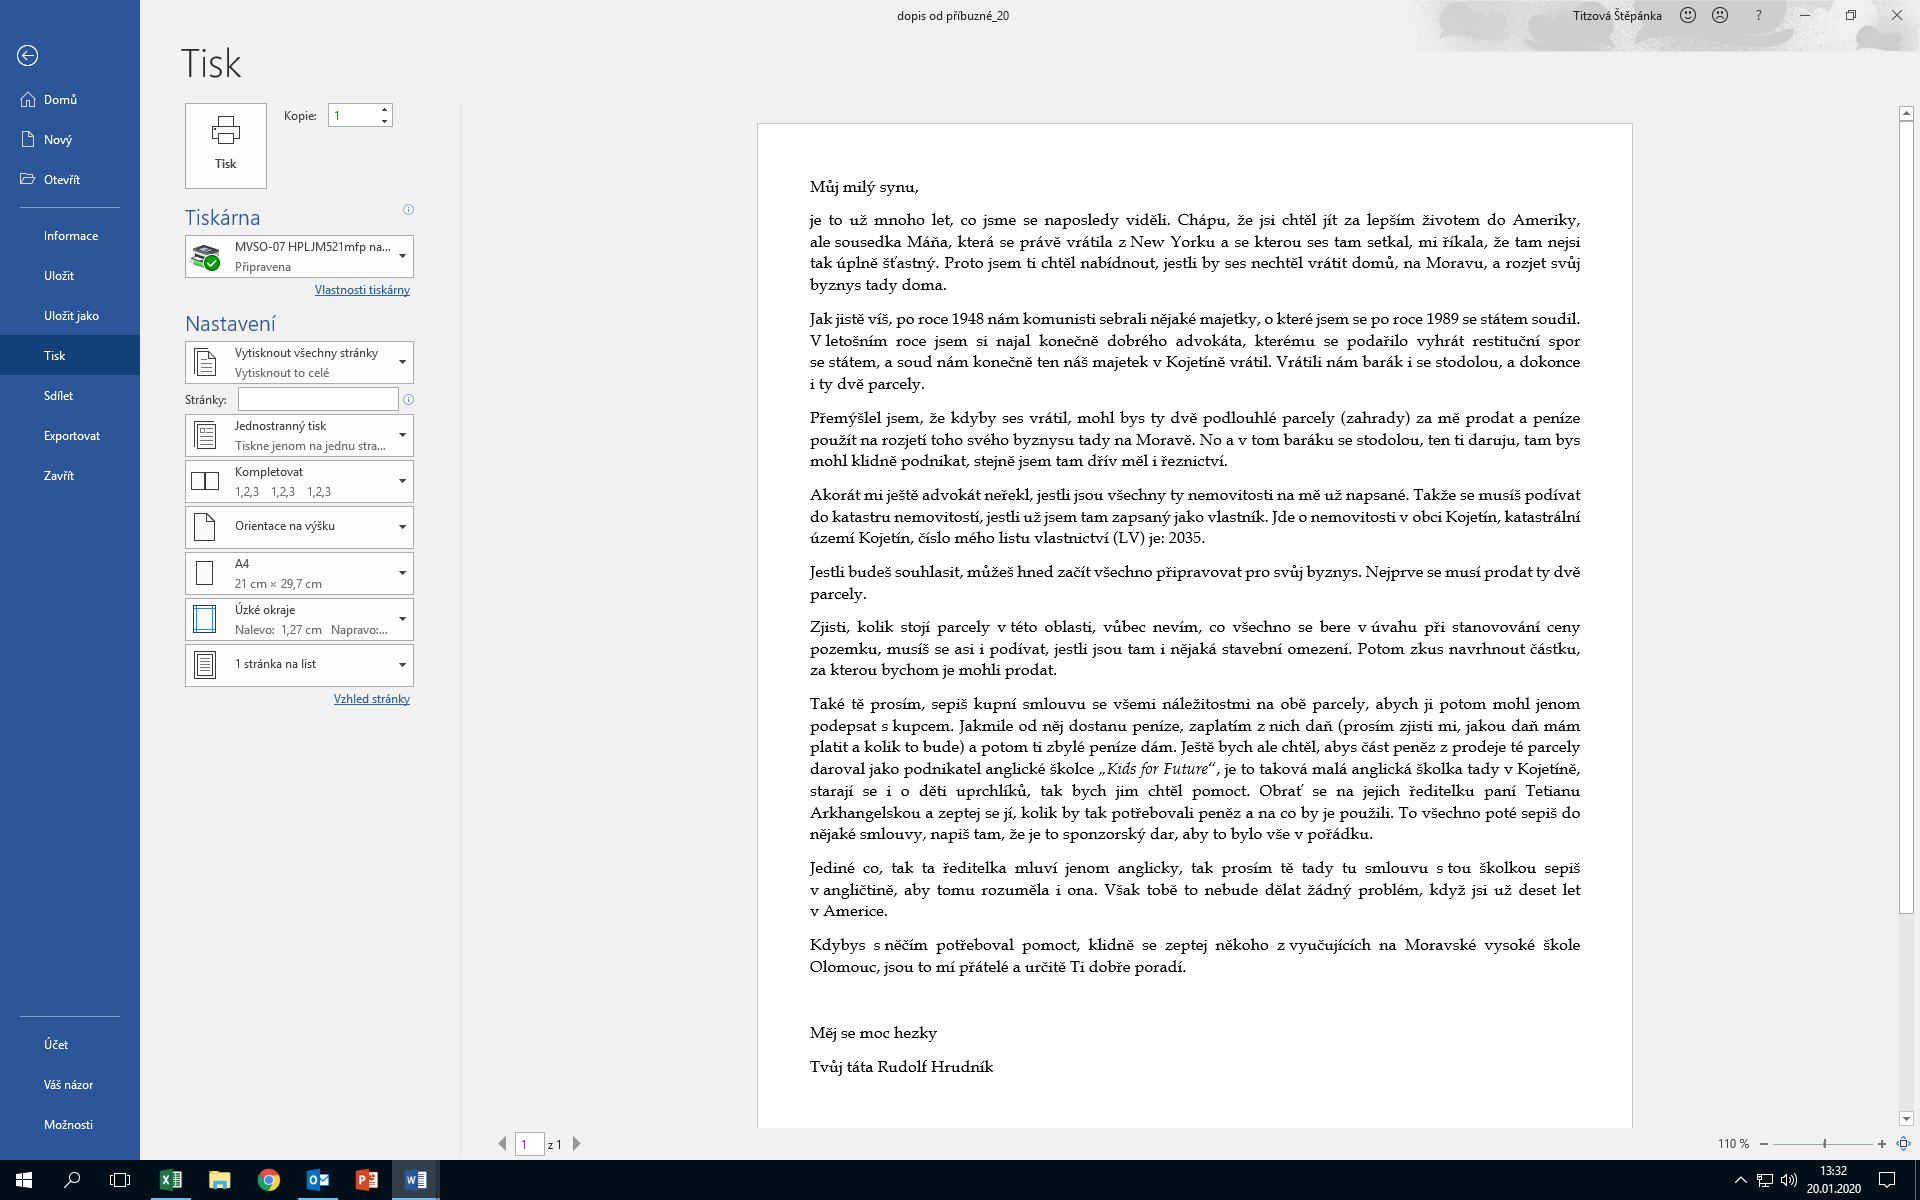 dopis od příbuzné_20
Titzová Štěpánka
?
Tisk
Domů
Nový
Otevřít
Informace
Uložit
Uložit jako
Tisk
Sdílet
Exportovat
Zavřít
Účet
Váš názor
Možnosti
Tisk
Kopie: 1
Tiskárna
MVSO-07 HPLJM521mfp na...
Připravena
Vlastnosti tiskárny
Nastavení
Vytisknout všechny stránky
Vytisknout to celé
Stránky:
Jednostranný tisk
Tiskne jenom na jednu stra...
Kompletovat
1,2,3 1,2,3 1,2,3
Orientace na výšku
A4
21 cm × 29,7 cm
Úzké okraje
Nalevo: 1,27 cm Napravo:...
1 stránka na list
Vzhled stránky
Můj milý synu,
je to už mnoho let, co jsme se naposledy viděli. Chápu, že jsi chtěl jít za lepším životem do Ameriky,
ale sousedka Máňa, která se právě vrátila z New Yorku a se kterou ses tam setkal, mi říkala, že tam nejsi
tak úplně šťastný. Proto jsem ti chtěl nabídnout, jestli by ses nechtěl vrátit domů, na Moravu, a rozjet svůj
byznys tady doma.
Jak jistě víš, po roce 1948 nám komunisti sebrali nějaké majetky, o které jsem se po roce 1989 se státem soudil.
V letošním roce jsem si najal konečně dobrého advokáta, kterému se podařilo vyhrát restituční spor
se státem, a soud nám konečně ten náš majetek v Kojetíně vrátil. Vrátili nám barák i se stodolou, a dokonce
i ty dvě parcely.
Přemýšlel jsem, že kdyby ses vrátil, mohl bys ty dvě podlouhlé parcely (zahrady) za mě prodat a peníze
použít na rozjetí toho svého byznysu tady na Moravě. No a v tom baráku se stodolou, ten ti daruju, tam bys
mohl klidně podnikat, stejně jsem tam dřív měl i řeznictví.
Akorát mi ještě advokát neřekl, jestli jsou všechny ty nemovitosti na mě už napsané. Takže se musíš podívat
do katastru nemovitostí, jestli už jsem tam zapsaný jako vlastník. Jde o nemovitosti v obci Kojetín, katastrální
území Kojetín, číslo mého listu vlastnictví (LV) je: 2035.
Jestli budeš souhlasit, můžeš hned začít všechno připravovat pro svůj byznys. Nejprve se musí prodat ty dvě
parcely.
Zjisti, kolik stojí parcely v této oblasti, vůbec nevím, co všechno se bere v úvahu při stanovování ceny
pozemku, musíš se asi i podívat, jestli jsou tam i nějaká stavební omezení. Potom zkus navrhnout částku,
za kterou bychom je mohli prodat.
Také tě prosím, sepiš kupní smlouvu se všemi náležitostmi na obě parcely, abych ji potom mohl jenom
podepsat s kupcem. Jakmile od něj dostanu peníze, zaplatím z nich daň (prosím zjisti mi, jakou daň mám
platit a kolik to bude) a potom ti zbylé peníze dám. Ještě bych ale chtěl, abys část peněz z prodeje té parcely
daroval jako podnikatel anglické školce „Kids for Future“, je to taková malá anglická školka tady v Kojetíně,
starají se i o děti uprchlíků, tak bych jim chtěl pomoct. Obrať se na jejich ředitelku paní Tetianu
Arkhangelskou a zeptej se jí, kolik by tak potřebovali peněz a na co by je použili. To všechno poté sepiš do
nějaké smlouvy, napiš tam, že je to sponzorský dar, aby to bylo vše v pořádku.
Jediné co, tak ta ředitelka mluví jenom anglicky, tak prosím tě tady tu smlouvu s tou školkou sepiš
v angličtině, aby tomu rozuměla i ona. Však tobě to nebude dělat žádný problém, když jsi už deset let
v Americe.
Kdybys s něčím potřeboval pomoct, klidně se zeptej někoho z vyučujících na Moravské vysoké škole
Olomouc, jsou to mí přátelé a určitě Ti dobře poradí.
Měj se moc hezky
Tvůj táta Rudolf Hrudník
1 z 1
110 %
13:32
20.01.2020